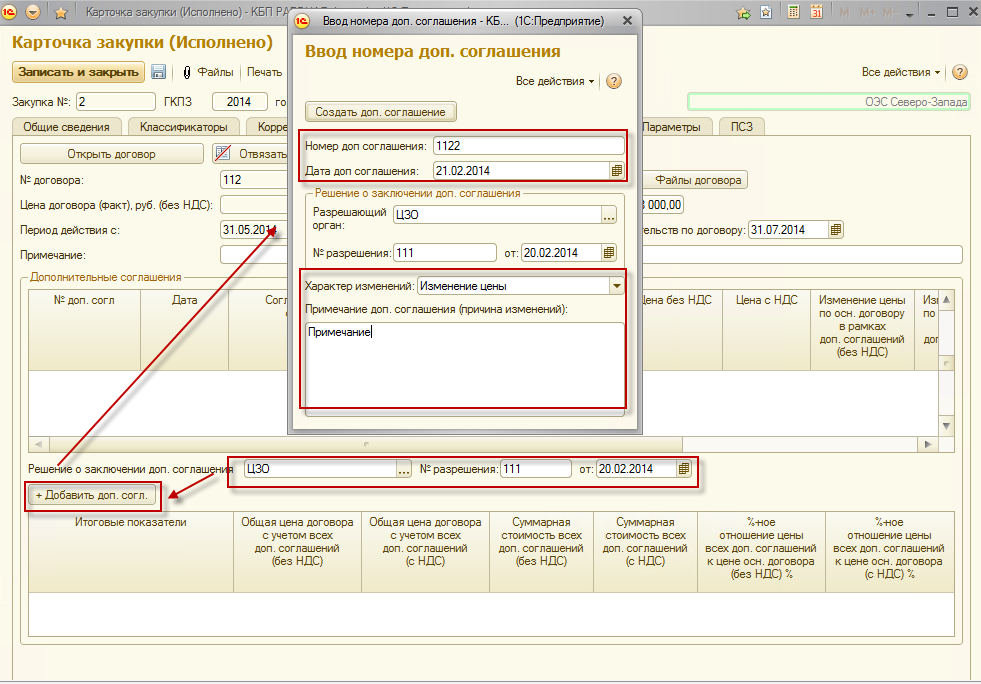 Карточка закупки (Исполнено) - КБП
Ввод номера доп. соглашения - КБ... (1С:Предприятие)
M M+ M-
Карточка закупки (Исполнено)
Ввод номера доп. соглашения
Записать и закрыть
Файлы
Печать
Все действия
Все действия
Закупка №:
2
ГКПЗ
2014
ОЭС Северо-Запада
Создать доп. соглашение
Общие сведения
Классификаторы
Параметры
ПСЗ
Открыть договор
Отвязать
Номер доп соглашения:
1122
Дата доп соглашения:
21.02.2014
№ договора:
112
Файлы договора
Решение о заключении доп. соглашения
Цена договора (факт), руб. (без НДС):
000,00
Разрешающий
орган:
ЦЗО
...
Период действия с:
31.05.2014
по договору:
31.07.2014
№ разрешения:
111
от:
20.02.2014
Примечание:
Дополнительные соглашения
Характер изменений:
Изменение цены
№ доп. согл
Дата
Цена без НДС
Цена с НДС
Изменение цены
по осн. договору
в рамках
доп. соглашений
(без НДС)
Примечание доп. соглашения (причина изменений):
Примечание
Решение о заключении доп. соглашения
ЦЗО
...
№ разрешения:
111
от:
20.02.2014
+ Добавить доп. согл.
Итоговые показатели
Общая цена договора
с учетом всех
доп. соглашений
(без НДС)
Общая цена договора
с учетом всех
доп. соглашений
(с НДС)
Суммарная
стоимость всех
доп. соглашений
(без НДС)
Суммарная
стоимость всех
доп. соглашений
(с НДС)
%-ное
отношение цены
всех доп. соглашений
к цене осн. договора
(без НДС) %
%-ное
отношение цены
всех доп. соглашений
к цене осн. договора
(с НДС) %